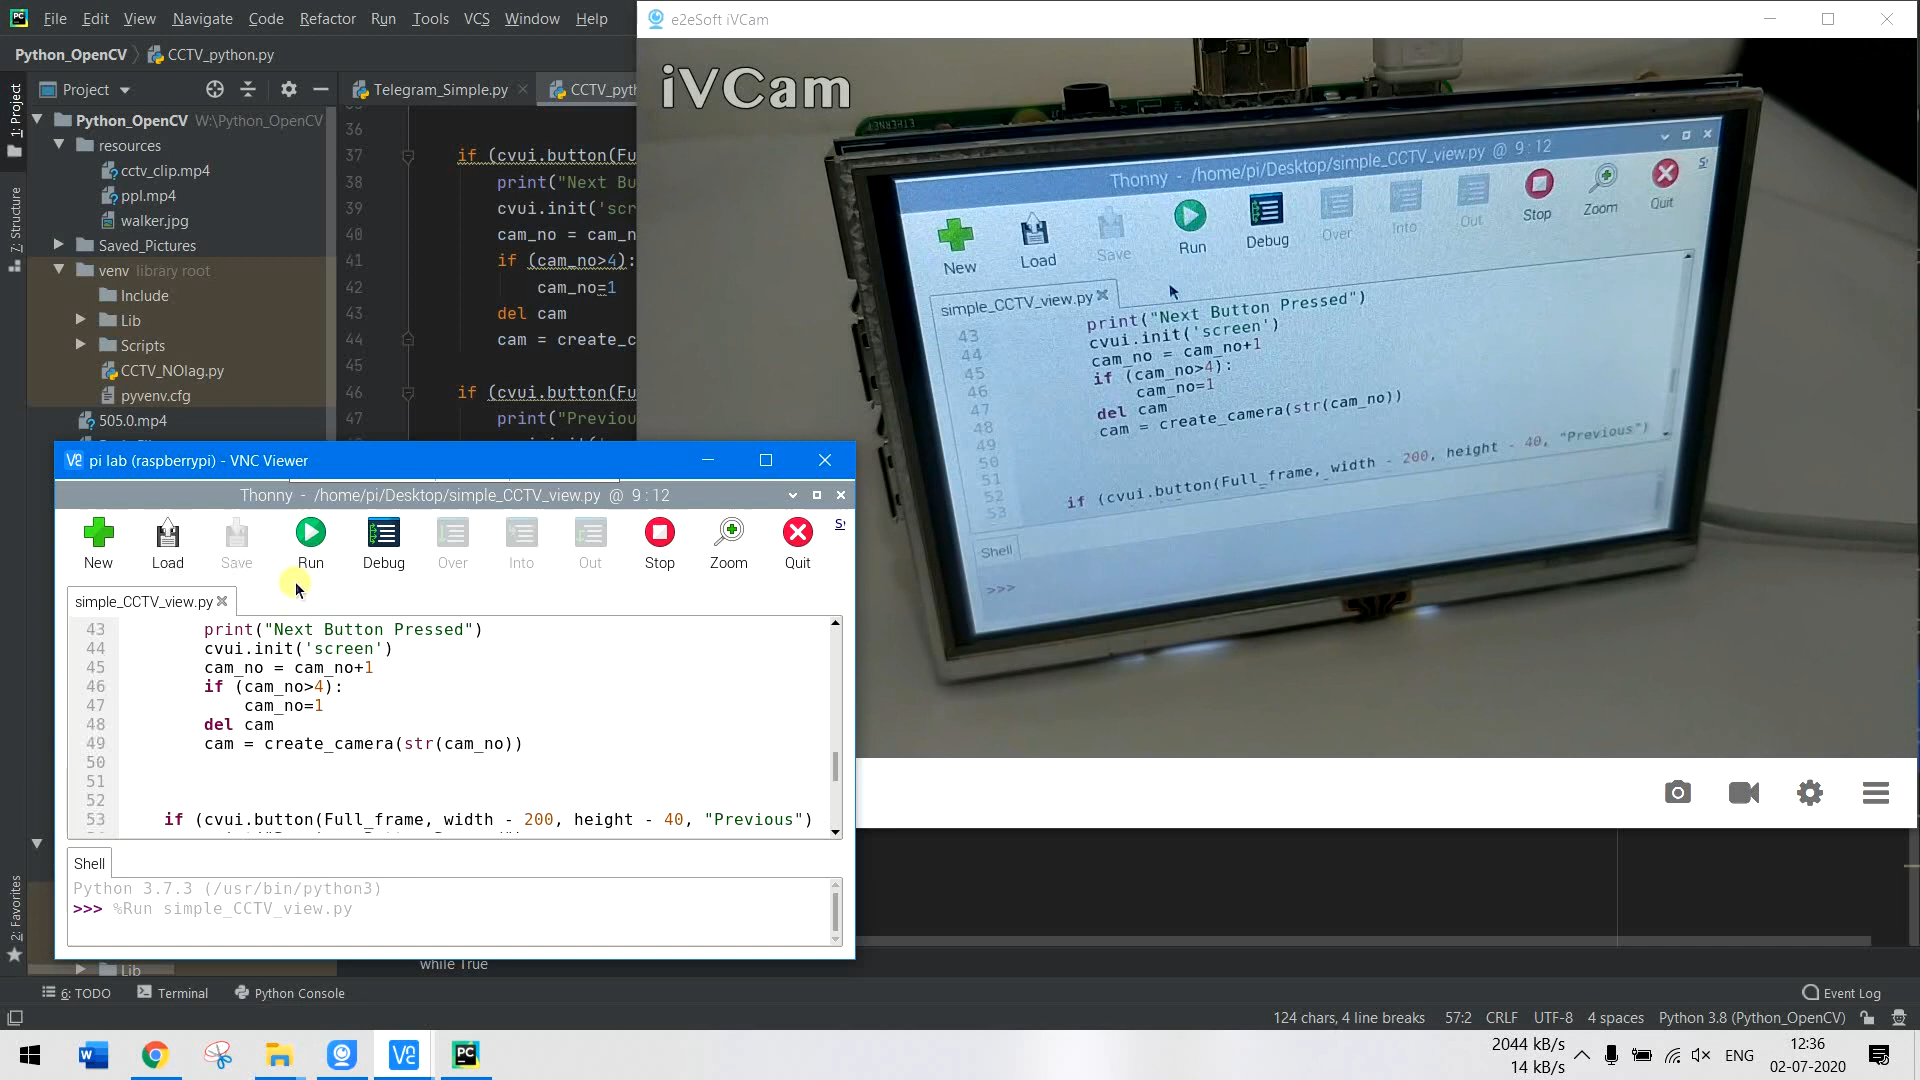 File Edit View Navigate Code Refactor Run Tools VCS Window Help
Python_OpenCV CCTV_python.py
Project
Telegram_Simple.py
CCTV_pyth
1: Project
7: Structure
2: Favorites
Python_OpenCV W:\Python_OpenCV
resources
cctv_clip.mp4
ppl.mp4
walker.jpg
Saved_Pictures
venv library root
Include
Lib
Scripts
CCTV_NOlag.py
pyvenv.cfg
505.0.mp4
Lib
36
37 if (cvui.button(Fu
38 print("Next Bu
39 cvui.init('scr
40 cam_no = cam_n
41 if (cam_no>4):
42 cam_no=1
43 del cam
44 cam = create_c
45
46 if (cvui.button(Fu
47 print("Previou
while True
e2eSoft iVCam
iVCam
ETHERNET
Thonny - /home/pi/Desktop/simple_CCTV_view.py @ 9:12
New Load Save Run Debug Over Into Out Stop Zoom Quit
simple_CCTV_view.py
43 print("Next Button Pressed")
44 cvui.init('screen')
45 cam_no = cam_no+1
46 if (cam_no>4):
47 cam_no=1
48 del cam
49 cam = create_camera(str(cam_no))
50
51
52
53 if (cvui.button(Full_frame, width - 200, height - 40, "Previous")
Shell
>>>
pi lab (raspberrypi) - VNC Viewer
Thonny - /home/pi/Desktop/simple_CCTV_view.py @ 9:12
New Load Save Run Debug Over Into Out Stop Zoom Quit
simple_CCTV_view.py
43 print("Next Button Pressed")
44 cvui.init('screen')
45 cam_no = cam_no+1
46 if (cam_no>4):
47 cam_no=1
48 del cam
49 cam = create_camera(str(cam_no))
50
51
52
53 if (cvui.button(Full_frame, width - 200, height - 40, "Previous")
Shell
Python 3.7.3 (/usr/bin/python3)
>>> %Run simple_CCTV_view.py
6: TODO Terminal Python Console
Event Log
124 chars, 4 line breaks 57:2 CRLF UTF-8 4 spaces Python 3.8 (Python_OpenCV)
2044 kB/s
14 kB/s
ENG
12:36
02-07-2020